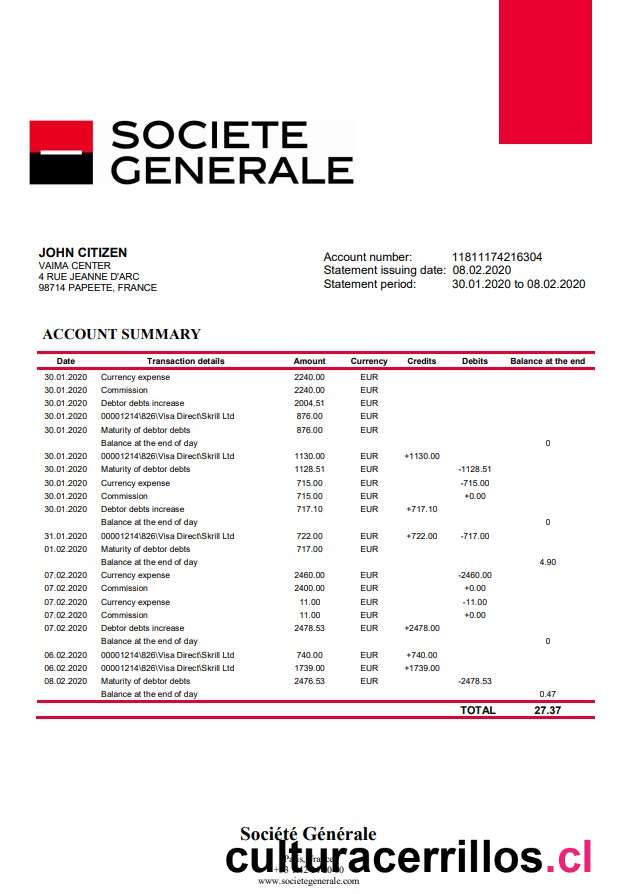 SOCIETE
GENERALE
JOHN CITIZEN
VAIMA CENTER
4 RUE JEANNE D'ARC
98714 PAPEETE, FRANCE
Account number: 11811174216304
Statement issuing date: 08.02.2020
Statement period: 30.01.2020 to 08.02.2020
ACCOUNT SUMMARY
Date Transaction details Amount Currency Credits Debits Balance at the end
30.01.2020 Currency expense 2240.00 EUR
30.01.2020 Commission 2240.00 EUR
30.01.2020 Debtor debts increase 2004.51 EUR
30.01.2020 00001214\826\Visa Direct\Skrill Ltd 876.00 EUR
30.01.2020 Maturity of debtor debts 876.00 EUR
Balance at the end of day 0
30.01.2020 00001214\826\Visa Direct\Skrill Ltd 1130.00 EUR +1130.00
30.01.2020 Maturity of debtor debts 1128.51 EUR -1128.51
30.01.2020 Currency expense 715.00 EUR -715.00
30.01.2020 Commission 715.00 EUR +0.00
30.01.2020 Debtor debts increase 717.10 EUR +717.10
Balance at the end of day 0
31.01.2020 00001214\826\Visa Direct\Skrill Ltd 722.00 EUR +722.00 -717.00
01.02.2020 Maturity of debtor debts 717.00 EUR
Balance at the end of day 4.90
07.02.2020 Currency expense 2460.00 EUR -2460.00
07.02.2020 Commission 2400.00 EUR +0.00
07.02.2020 Currency expense 11.00 EUR -11.00
07.02.2020 Commission 11.00 EUR +0.00
07.02.2020 Debtor debts increase 2478.53 EUR +2478.00
Balance at the end of day 0
06.02.2020 00001214\826\Visa Direct\Skrill Ltd 740.00 EUR +740.00
06.02.2020 00001214\826\Visa Direct\Skrill Ltd 1739.00 EUR +1739.00
08.02.2020 Maturity of debtor debts 2476.53 EUR -2478.53
Balance at the end of day 0.47
TOTAL 27.37
Société Générale
culturacerrillos.cl
www.societegenerale.com